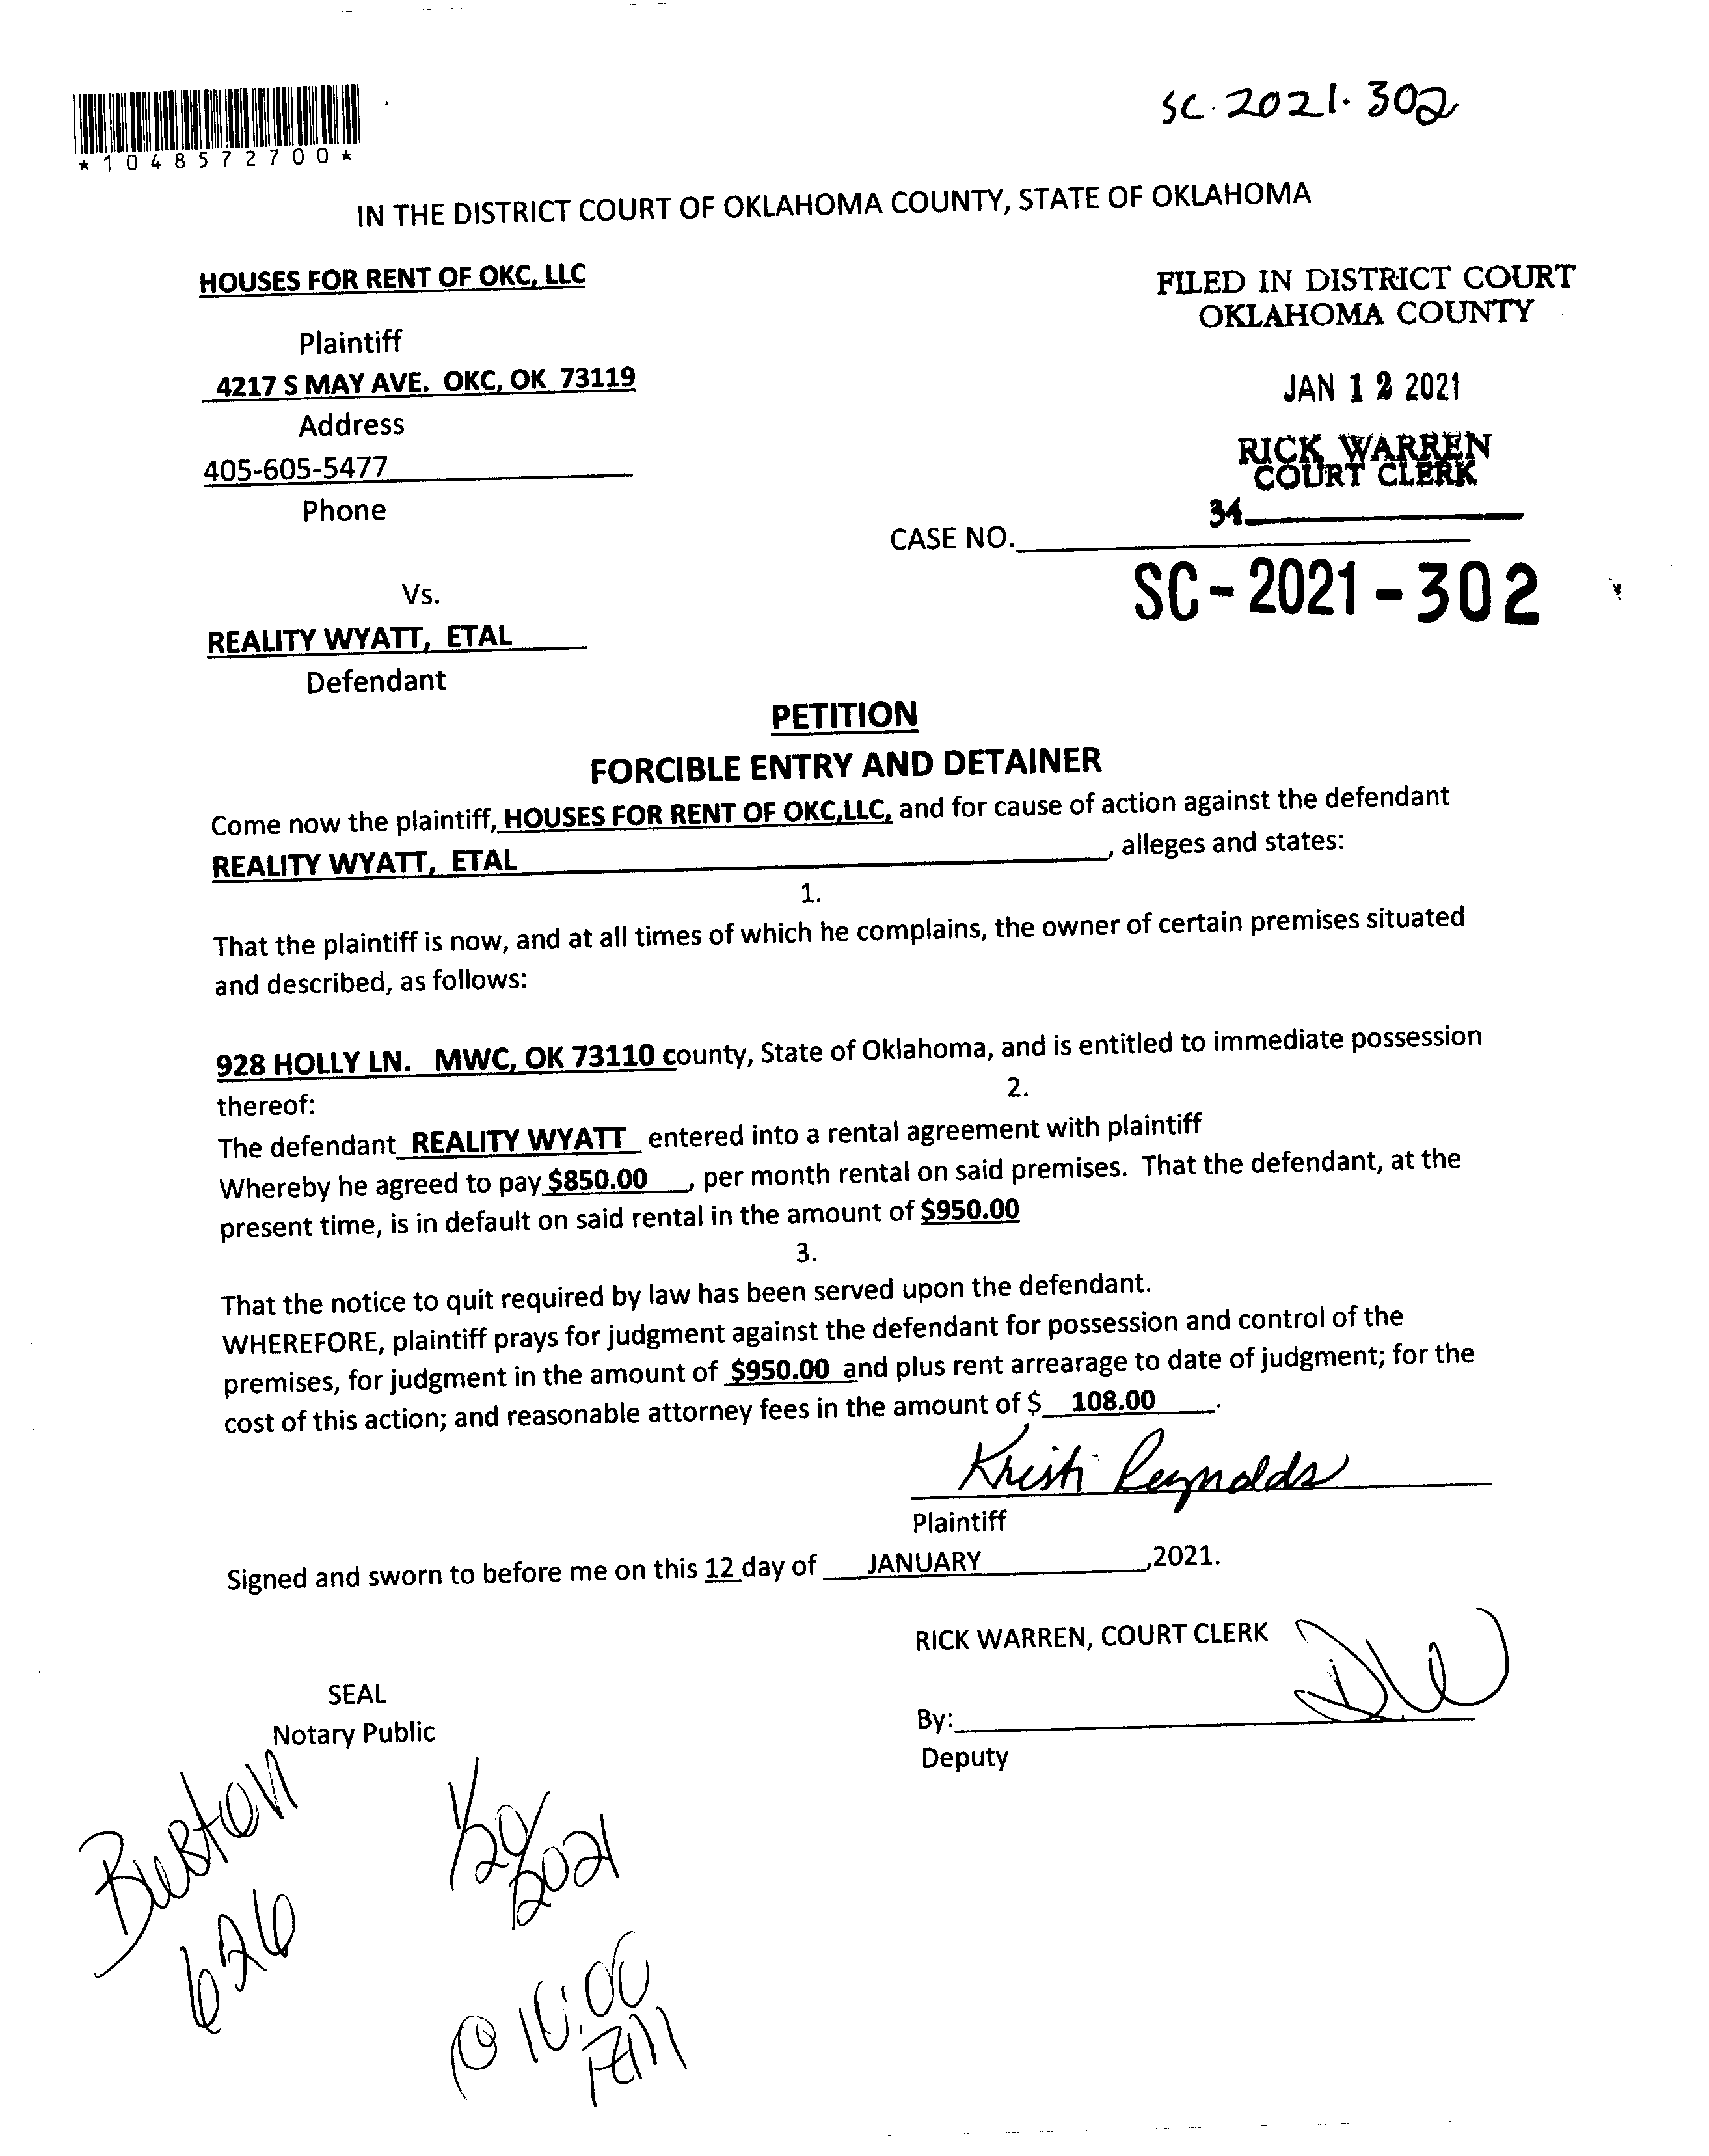 SC-2021-302
*1048572700*
IN THE DISTRICT COURT OF OKLAHOMA COUNTY, STATE OF OKLAHOMA
HOUSES FOR RENT OF OKC, LLC
Plaintiff
4217 S MAY AVE. OKC, OK 73119
Address
405-605-5477
Phone
FILED IN DISTRICT COURT
OKLAHOMA COUNTY
JAN 12 2021
RICK WARREN
COURT CLERK
34
CASE NO.
SC-2021-302
Vs.
REALITY WYATT, ETAL
Defendant
PETITION
FORCIBLE ENTRY AND DETAINER
Come now the plaintiff, HOUSES FOR RENT OF OKC,LLC, and for cause of action against the defendant
REALITY WYATT, ETAL, alleges and states:
1.
That the plaintiff is now, and at all times of which he complains, the owner of certain premises situated
and described, as follows:
928 HOLLY LN. MWC, OK 73110 county, State of Oklahoma, and is entitled to immediate possession
thereof:
2.
The defendant REALITY WYATT entered into a rental agreement with plaintiff
Whereby he agreed to pay $850.00, per month rental on said premises. That the defendant, at the
present time, is in default on said rental in the amount of $950.00
3.
That the notice to quit required by law has been served upon the defendant.
WHEREFORE, plaintiff prays for judgment against the defendant for possession and control of the
premises, for judgment in the amount of $950.00 and plus rent arrearage to date of judgment; for the
cost of this action; and reasonable attorney fees in the amount of $ 108.00.
Kristi Reynolds
Plaintiff
Signed and sworn to before me on this 12 day of JANUARY,2021.
RICK WARREN, COURT CLERK
SEAL
Notary Public
By: DW
Deputy
626
1/20/2021
@ 10:00